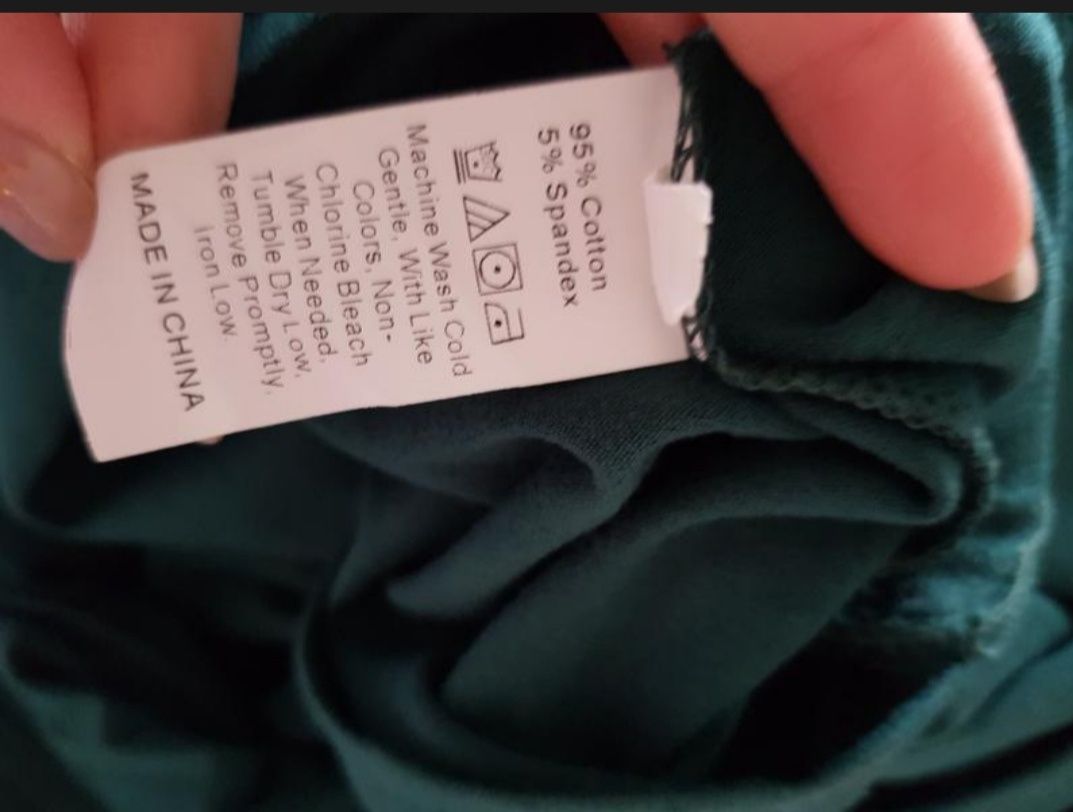 95% Cotton
5% Spandex
Machine Wash Cold
Gentle, With Like
Colors, Non-
Chlorine Bleach
When Needed,
Tumble Dry Low,
Remove Promptly,
Iron Low.
MADE IN CHINA